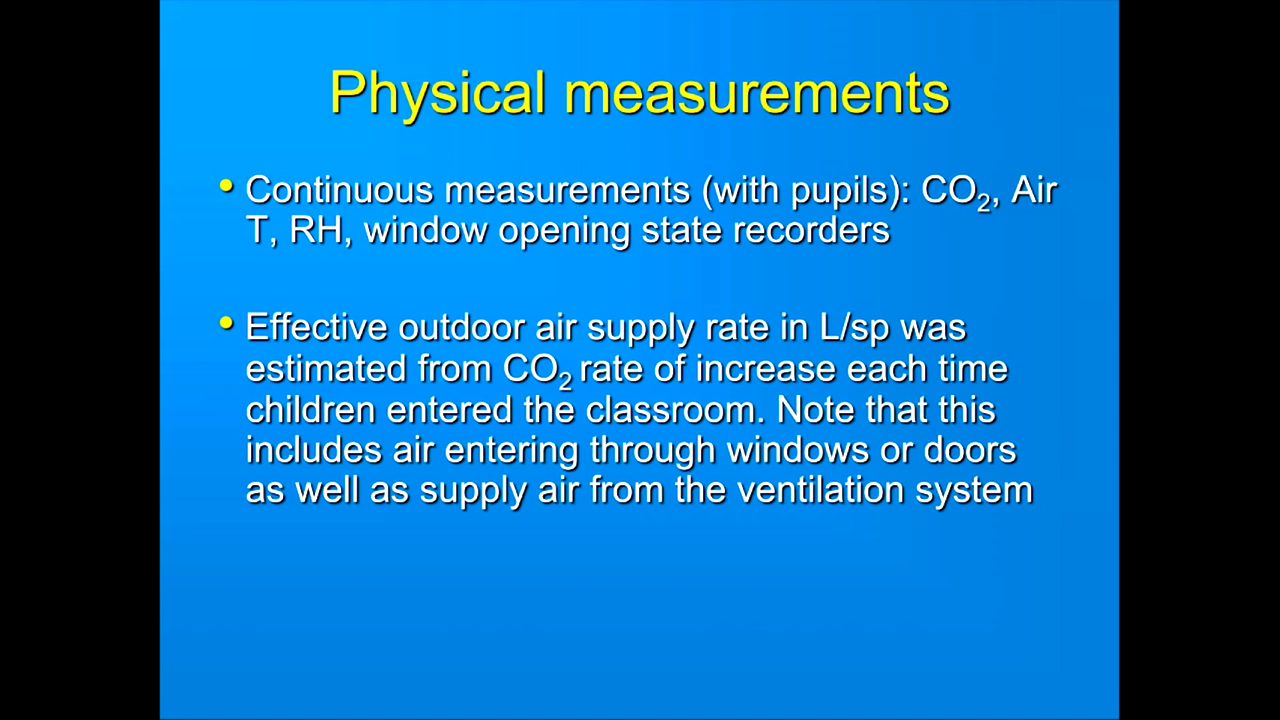 Physical measurements
• Continuous measurements (with pupils): CO₂, Air
T, RH, window opening state recorders
• Effective outdoor air supply rate in L/sp was
estimated from CO₂ rate of increase each time
children entered the classroom. Note that this
includes air entering through windows or doors
as well as supply air from the ventilation system